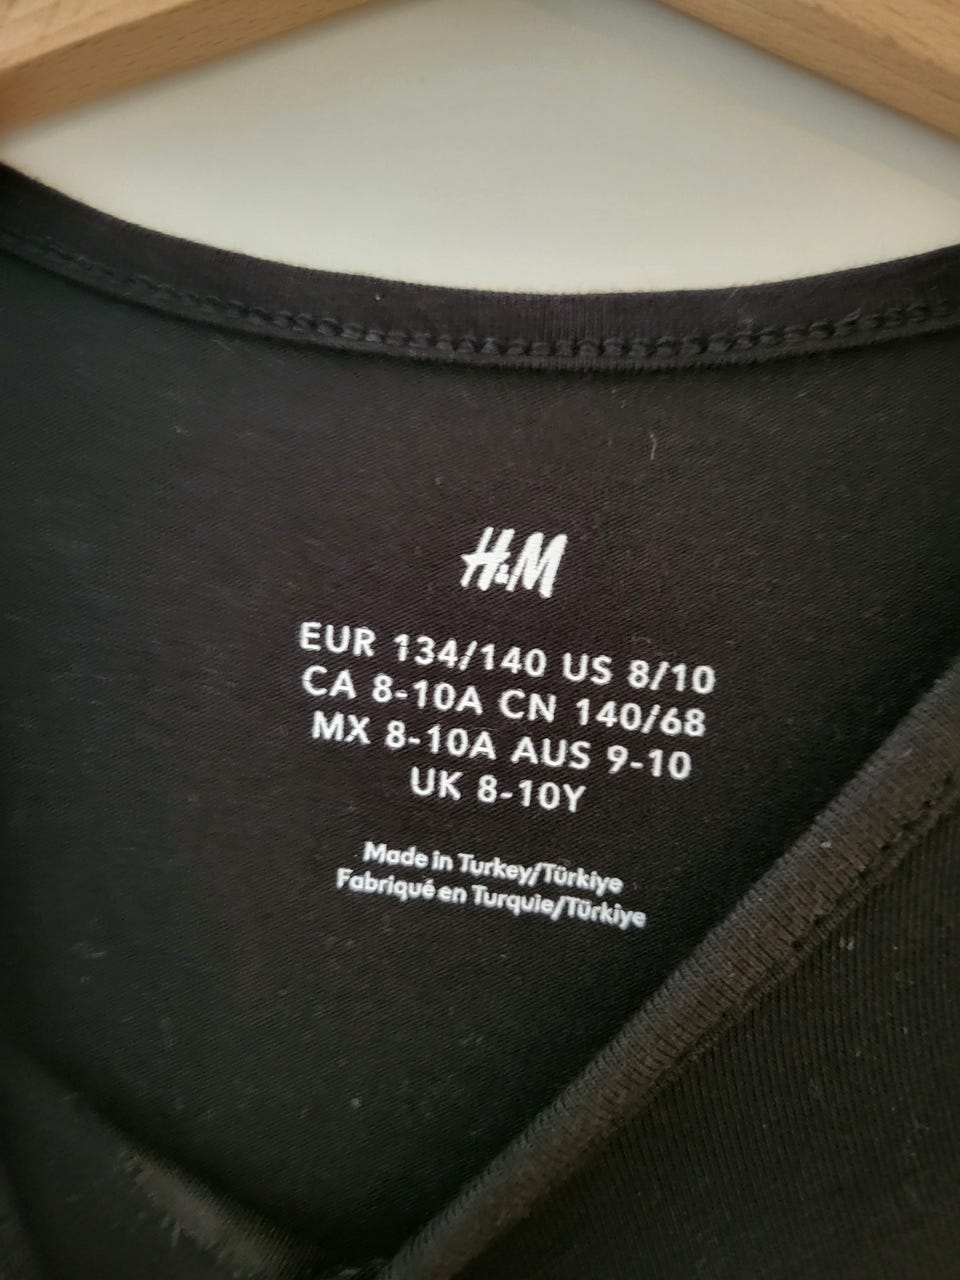 H&M
EUR 134/140 US 8/10
CA 8-10A CN 140/68
MX 8-10A AUS 9-10
UK 8-10Y
Made in Turkey/Türkiye
Fabriqué en Turquie/Türkiye